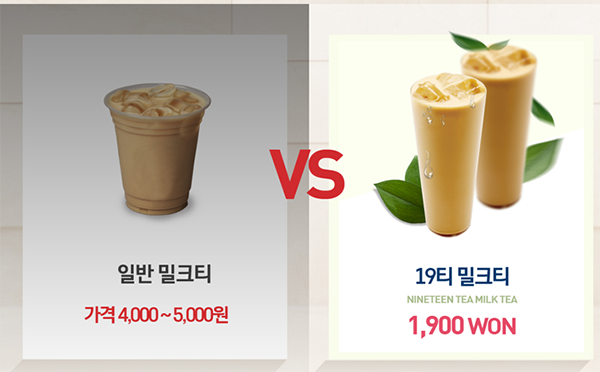 VS
일반 밀크티
가격 4,000 ~ 5,000원
19티 밀크티
NINETEEN TEA MILK TEA
1,900 WON